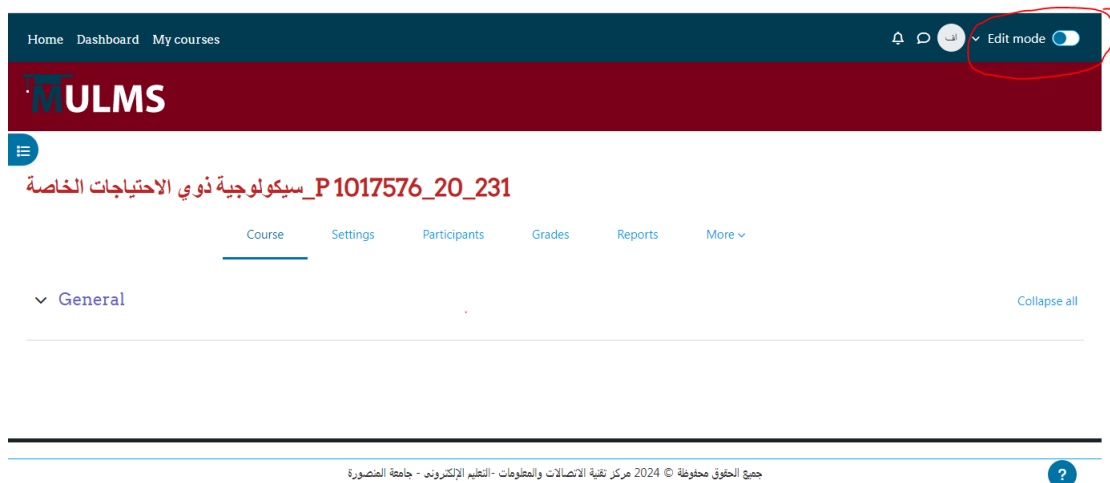 Home Dashboard My courses
اف Edit mode
MULMS
P 1017576_20_231_سيكولوجية ذوي الاحتياجات الخاصة
Course Settings Participants Grades Reports More
General Collapse all
جميع الحقوق محفوظة © 2024 مركز تقنية الاتصالات والمعلومات -التعليم الإلكترونى - جامعة المنصورة
?